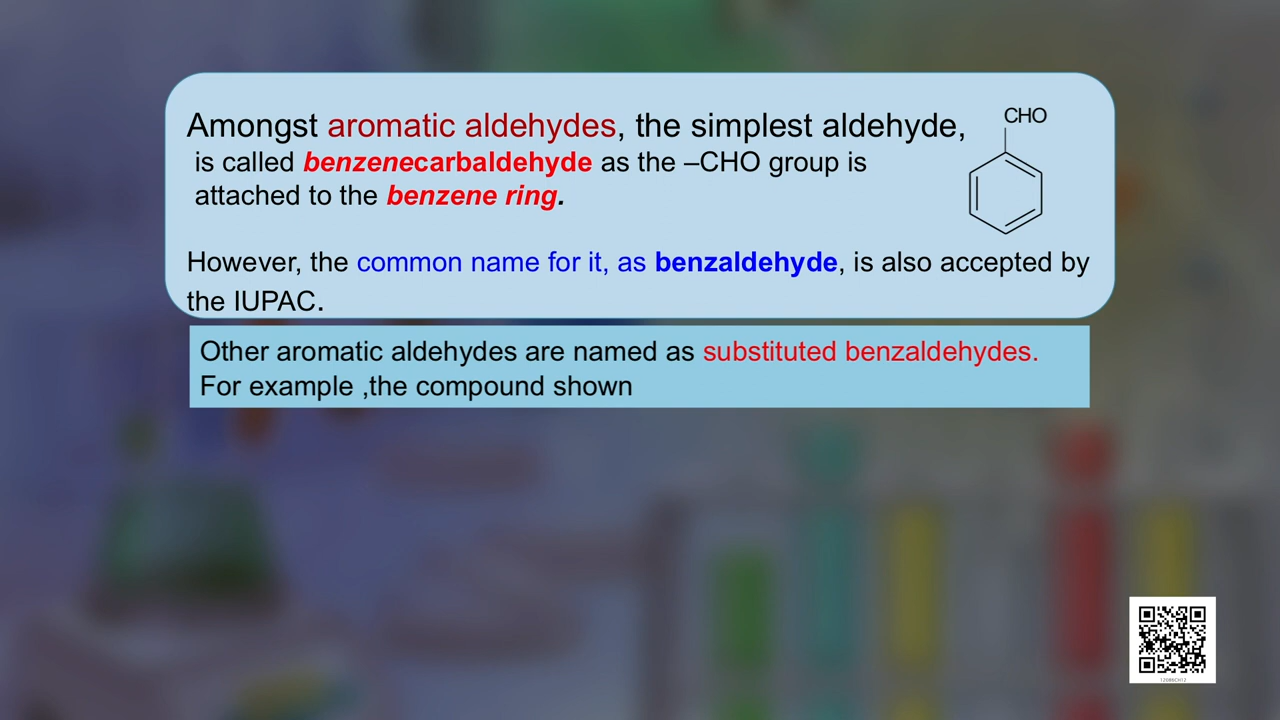 Amongst aromatic aldehydes, the simplest aldehyde,
is called benzenecarbaldehyde as the –CHO group is
attached to the benzene ring.
CHO
However, the common name for it, as benzaldehyde, is also accepted by
the IUPAC.
Other aromatic aldehydes are named as substituted benzaldehydes.
For example ,the compound shown